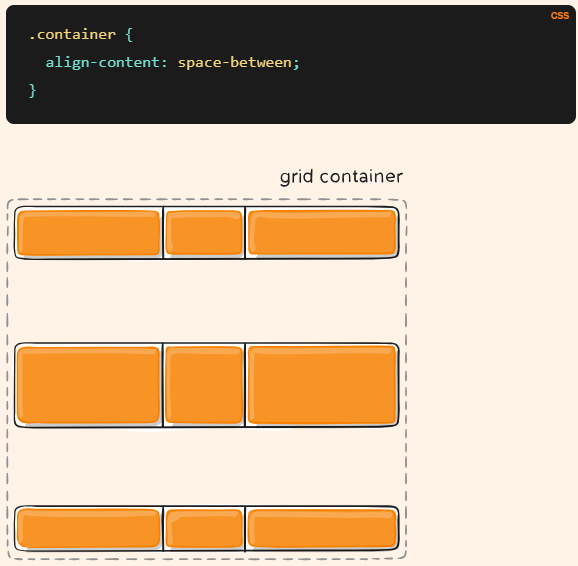 CSS
.container {
  align-content: space-between;
}
grid container